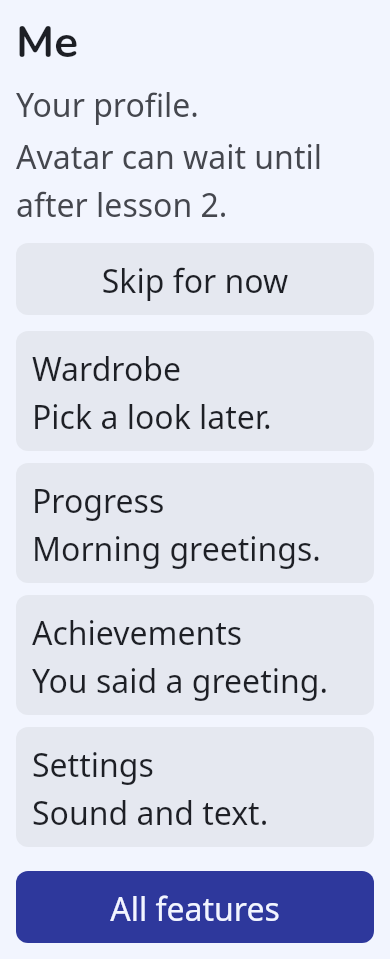 Me
Your profile.
Avatar can wait until
after lesson 2.
Skip for now
Wardrobe
Pick a look later.
Progress
Morning greetings.
Achievements
You said a greeting.
Settings
Sound and text.
All features